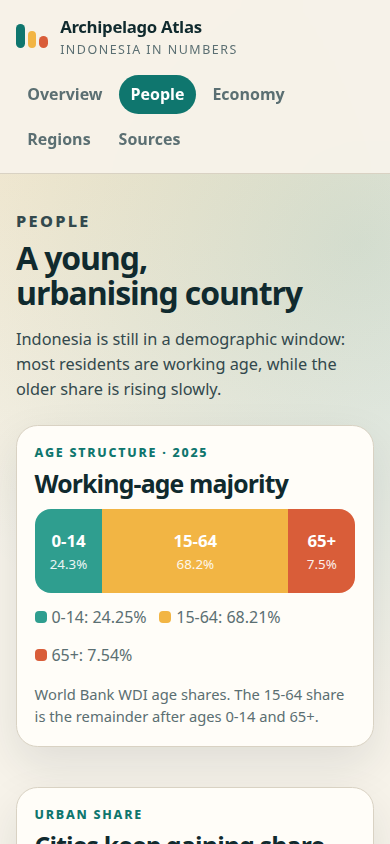 Archipelago Atlas
INDONESIA IN NUMBERS
Overview People Economy
Regions Sources
PEOPLE
A young,
urbanising country
Indonesia is still in a demographic window:
most residents are working age, while the
older share is rising slowly.
AGE STRUCTURE · 2025
Working-age majority
0-14 15-64 65+
24.3% 68.2% 7.5%
0-14: 24.25% 15-64: 68.21%
65+: 7.54%
World Bank WDI age shares. The 15-64 share
is the remainder after ages 0-14 and 65+.
URBAN SHARE
Cities keep gaining share